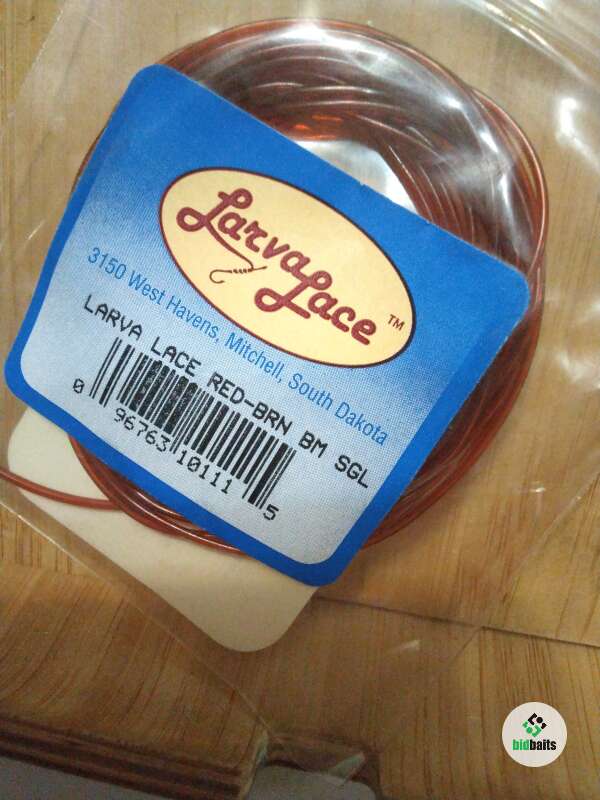 Larva Lace ™
3150 West Havens, Mitchell, South Dakota
LARVA LACE RED-BRN BM SGL
0 96763 10111 5
bidbaits